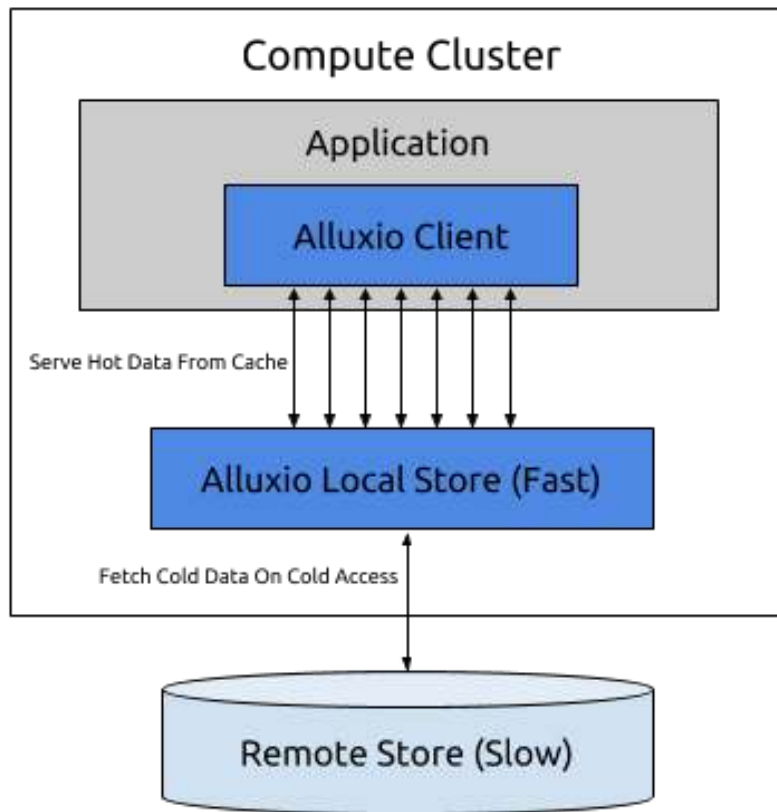 Compute Cluster
Application
Alluxio Client
Serve Hot Data From Cache
Alluxio Local Store (Fast)
Fetch Cold Data On Cold Access
Remote Store (Slow)